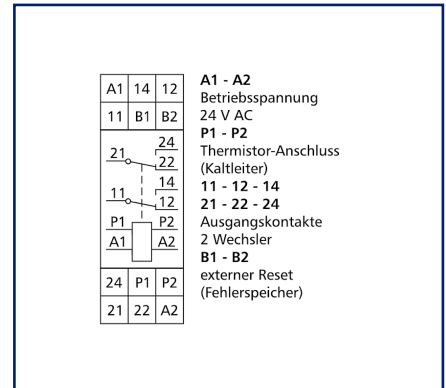 A1 14 12
11 B1 B2
24
21 22
14
11 12
P1 P2
A1 A2
24 P1 P2
21 22 A2
A1 - A2
Betriebsspannung
24 V AC
P1 - P2
Thermistor-Anschluss
(Kaltleiter)
11 - 12 - 14
21 - 22 - 24
Ausgangskontakte
2 Wechsler
B1 - B2
externer Reset
(Fehlerspeicher)